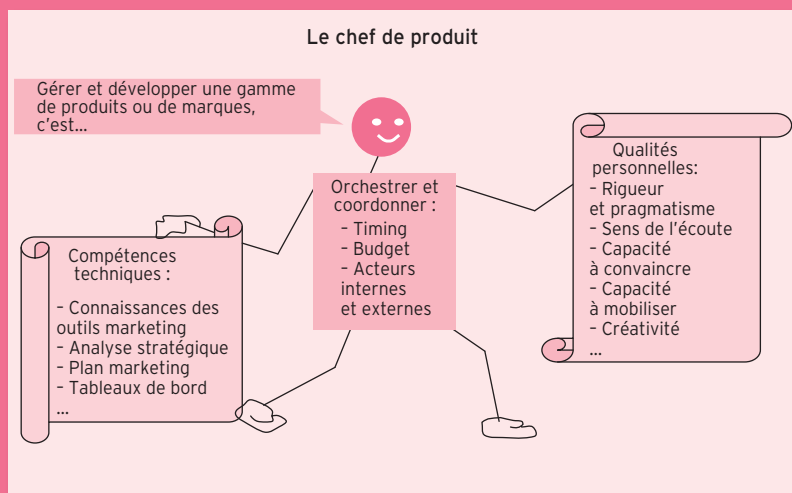 Le chef de produit
Gérer et développer une gamme
de produits ou de marques,
c'est...
Orchestrer et
coordonner :
– Timing
– Budget
– Acteurs
internes
et externes
Compétences
techniques :
– Connaissances des
outils marketing
– Analyse stratégique
– Plan marketing
– Tableaux de bord
...
Qualités
personnelles:
– Rigueur
et pragmatisme
– Sens de l'écoute
– Capacité
à convaincre
– Capacité
à mobiliser
– Créativité
...